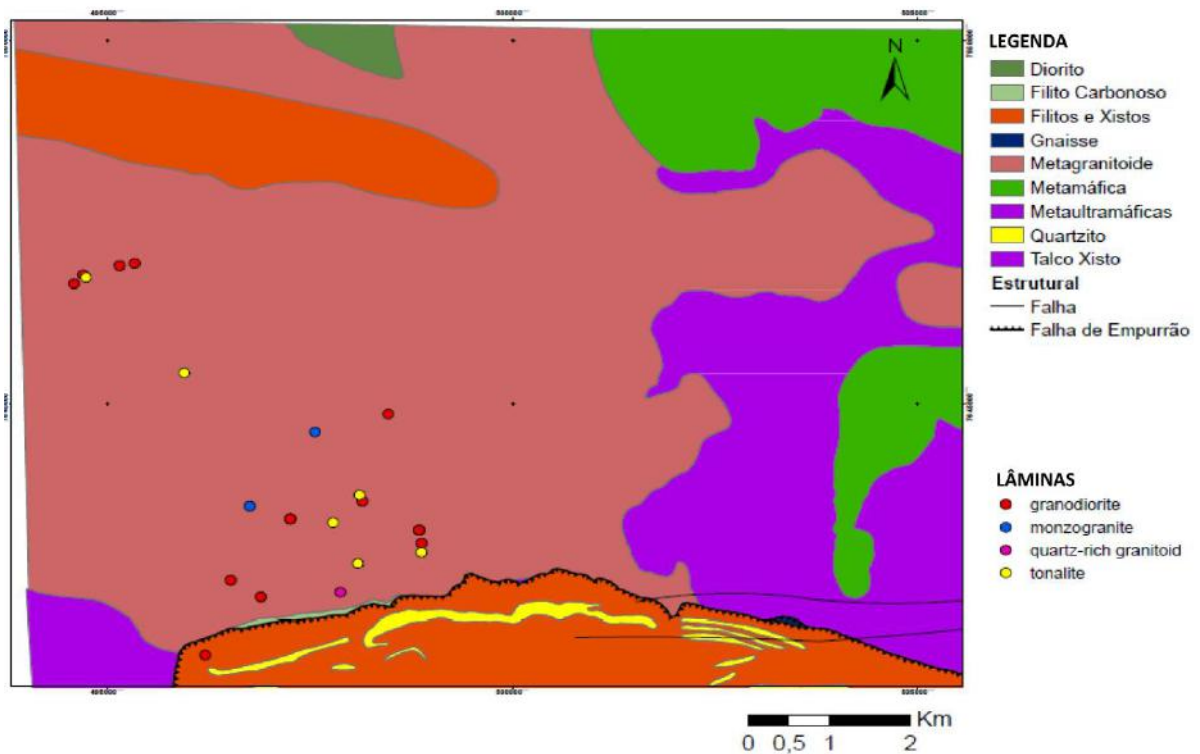 N
LEGENDA
Diorito
Filito Carbonoso
Filitos e Xistos
Gnaisse
Metagranitoide
Metamáfica
Metaultramáficas
Quartzito
Talco Xisto
Estrutural
Falha
Falha de Empurrão
LÂMINAS
granodiorite
monzogranite
quartz-rich granitoid
tonalite
Km
0 0,5 1 2